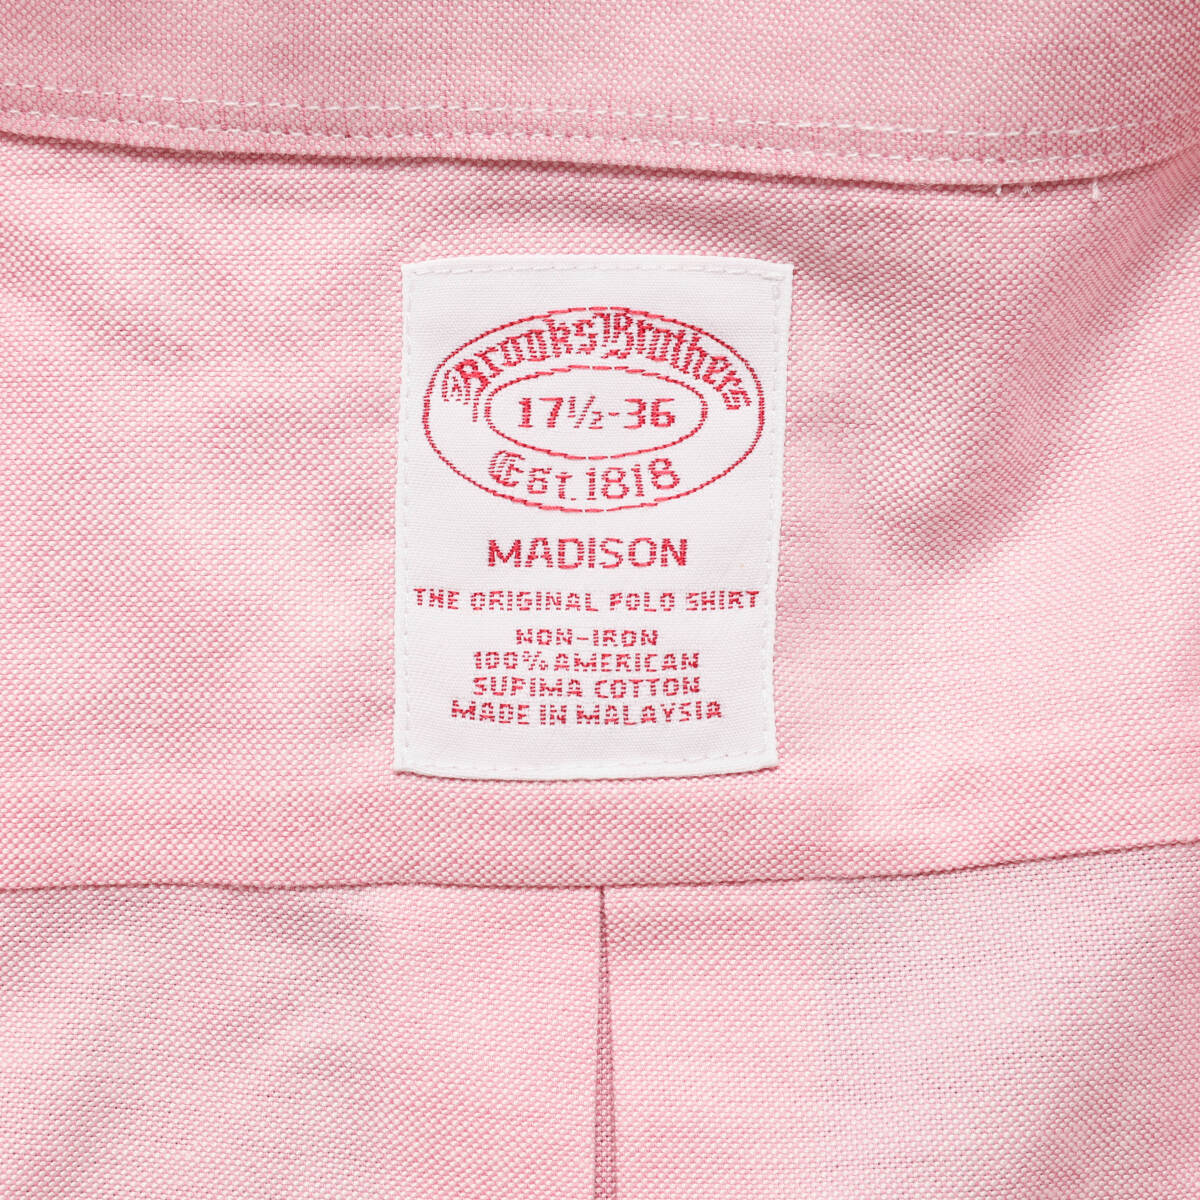 Brooks Brothers
17½-36
Est. 1818
MADISON
THE ORIGINAL POLO SHIRT
NON-IRON
100% AMERICAN
SUPIMA COTTON
MADE IN MALAYSIA